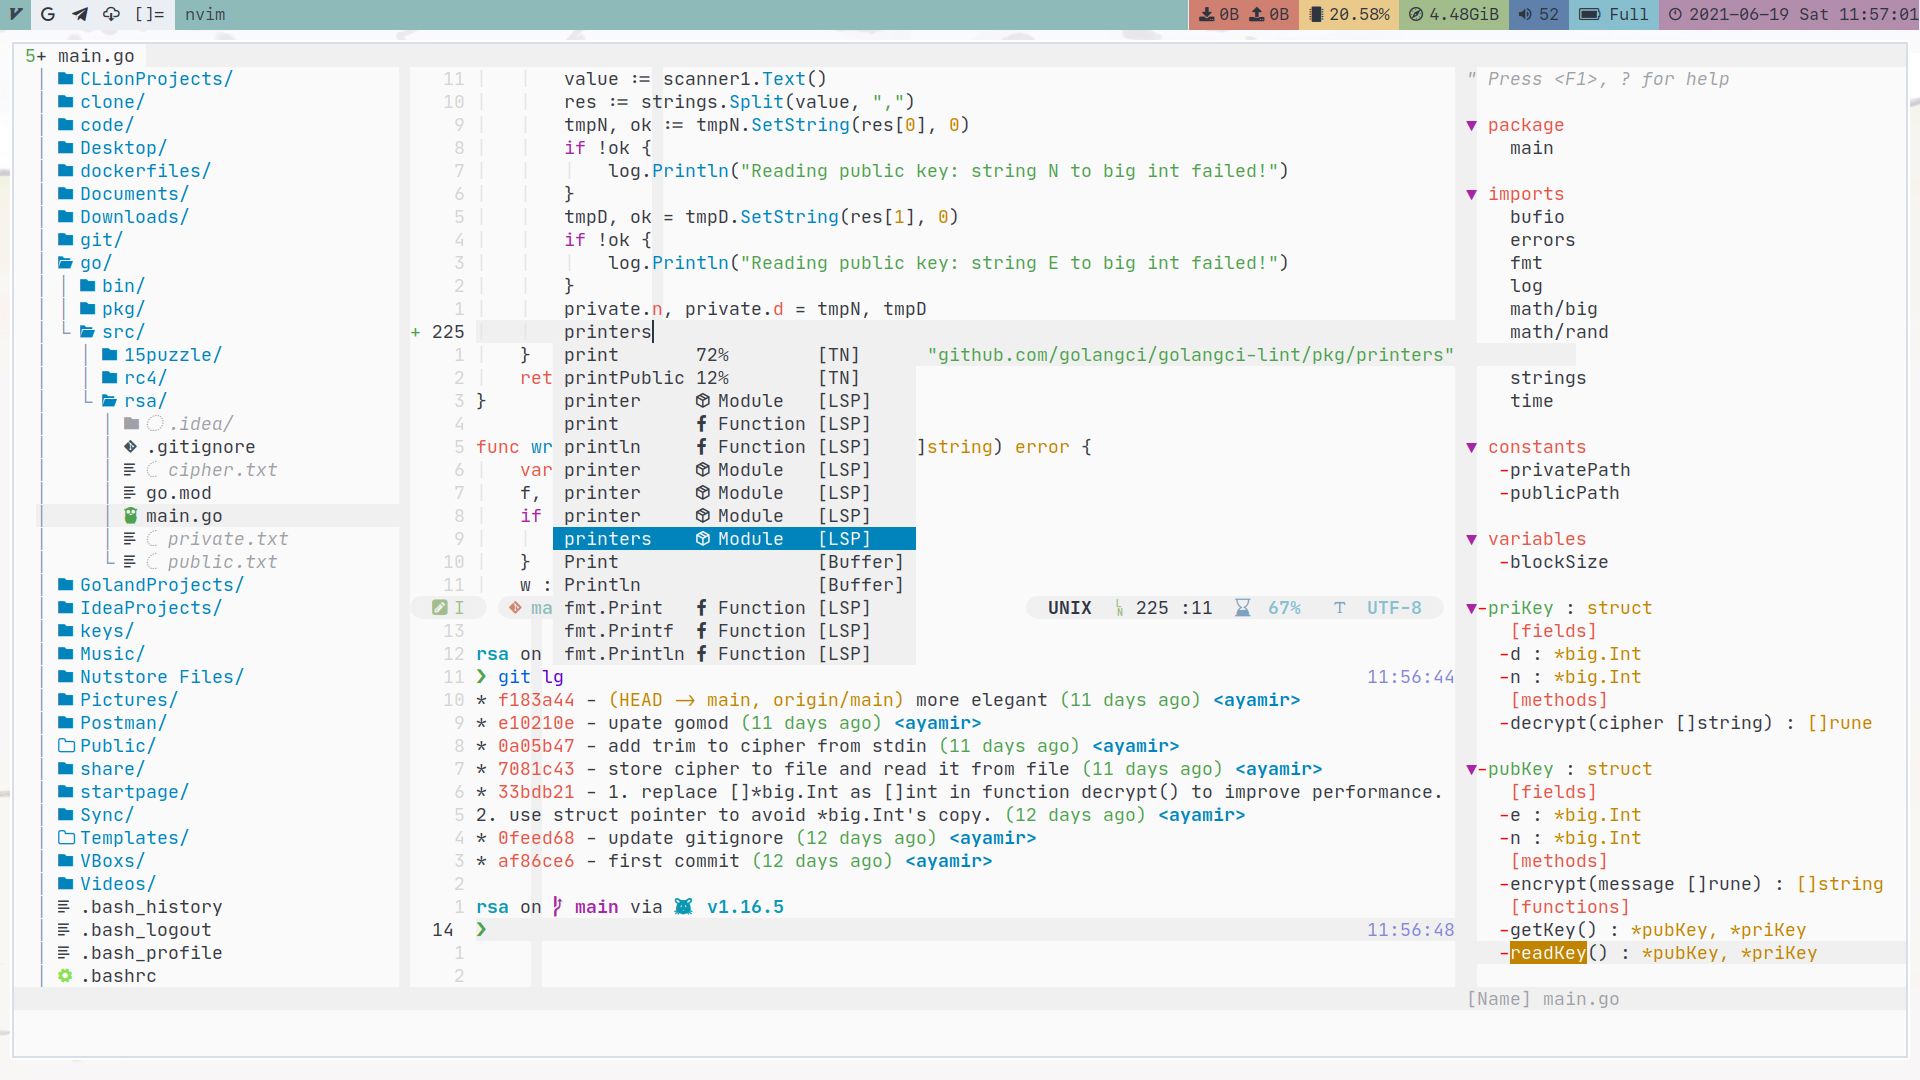 G []= nvim 0B 0B 20.58% 4.48GiB 52 Full 2021-06-19 Sat 11:57:01
5+ main.go
CLionProjects/
clone/
code/
Desktop/
dockerfiles/
Documents/
Downloads/
git/
go/
bin/
pkg/
src/
15puzzle/
rc4/
rsa/
.idea/
.gitignore
cipher.txt
go.mod
main.go
private.txt
public.txt
GolandProjects/
IdeaProjects/
keys/
Music/
Nutstore Files/
Pictures/
Postman/
Public/
share/
startpage/
Sync/
Templates/
VBoxs/
Videos/
.bash_history
.bash_logout
.bash_profile
.bashrc
11 value := scanner1.Text()
10 res := strings.Split(value, ",")
9 tmpN, ok := tmpN.SetString(res[0], 0)
8 if !ok {
7 log.Println("Reading public key: string N to big int failed!")
6 }
5 tmpD, ok = tmpD.SetString(res[1], 0)
4 if !ok {
3 log.Println("Reading public key: string E to big int failed!")
2 }
1 private.n, private.d = tmpN, tmpD
+ 225 printers
1 } print 72% [TN] "github.com/golangci/golangci-lint/pkg/printers"
2 ret printPublic 12% [TN]
3 } printer Module [LSP]
4 print Function [LSP]
5 func wr println Function [LSP] ]string) error {
6 var printer Module [LSP]
7 f, printer Module [LSP]
8 if printer Module [LSP]
9 printers Module [LSP]
10 } Print [Buffer]
11 w : Println [Buffer]
I ma fmt.Print Function [LSP] UNIX LN 225 :11 67% T UTF-8
13 fmt.Printf Function [LSP]
12 rsa on fmt.Println Function [LSP]
11 ❯ git lg 11:56:44
10 * f183a44 - (HEAD -> main, origin/main) more elegant (11 days ago) <ayamir>
9 * e10210e - upate gomod (11 days ago) <ayamir>
8 * 0a05b47 - add trim to cipher from stdin (11 days ago) <ayamir>
7 * 7081c43 - store cipher to file and read it from file (11 days ago) <ayamir>
6 * 33bdb21 - 1. replace []*big.Int as []int in function decrypt() to improve performance.
5 2. use struct pointer to avoid *big.Int's copy. (12 days ago) <ayamir>
4 * 0feed68 - update gitignore (12 days ago) <ayamir>
3 * af86ce6 - first commit (12 days ago) <ayamir>
2
1 rsa on main via v1.16.5
14 ❯ 11:56:48
1
2
" Press <F1>, ? for help
▼ package
main
▼ imports
bufio
errors
fmt
log
math/big
math/rand
strings
time
▼ constants
-privatePath
-publicPath
▼ variables
-blockSize
▼-priKey : struct
[fields]
-d : *big.Int
-n : *big.Int
[methods]
-decrypt(cipher []string) : []rune
▼-pubKey : struct
[fields]
-e : *big.Int
-n : *big.Int
[methods]
-encrypt(message []rune) : []string
[functions]
-getKey() : *pubKey, *priKey
-readKey() : *pubKey, *priKey
[Name] main.go